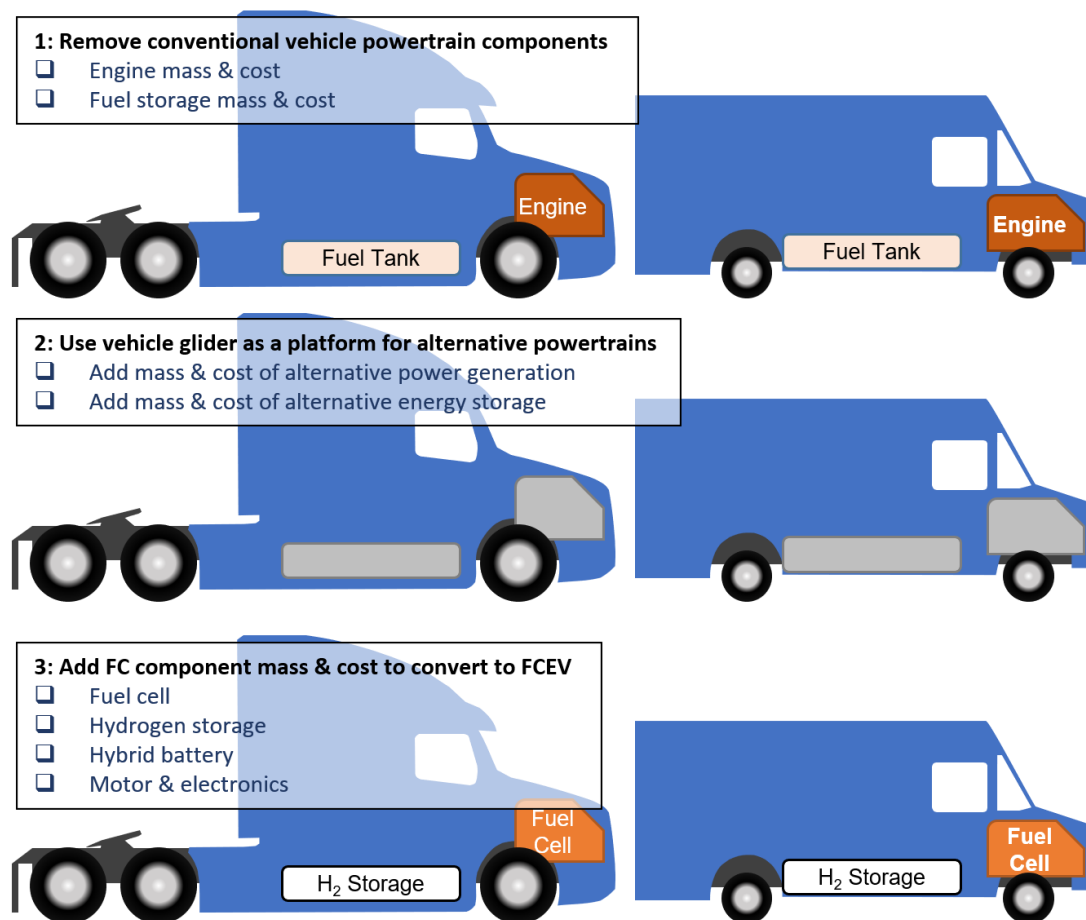 1: Remove conventional vehicle powertrain components
❑ Engine mass & cost
❑ Fuel storage mass & cost
Engine
Fuel Tank
Engine
Fuel Tank
2: Use vehicle glider as a platform for alternative powertrains
❑ Add mass & cost of alternative power generation
❑ Add mass & cost of alternative energy storage
3: Add FC component mass & cost to convert to FCEV
❑ Fuel cell
❑ Hydrogen storage
❑ Hybrid battery
❑ Motor & electronics
Fuel
Cell
H₂ Storage
Fuel
Cell
H₂ Storage